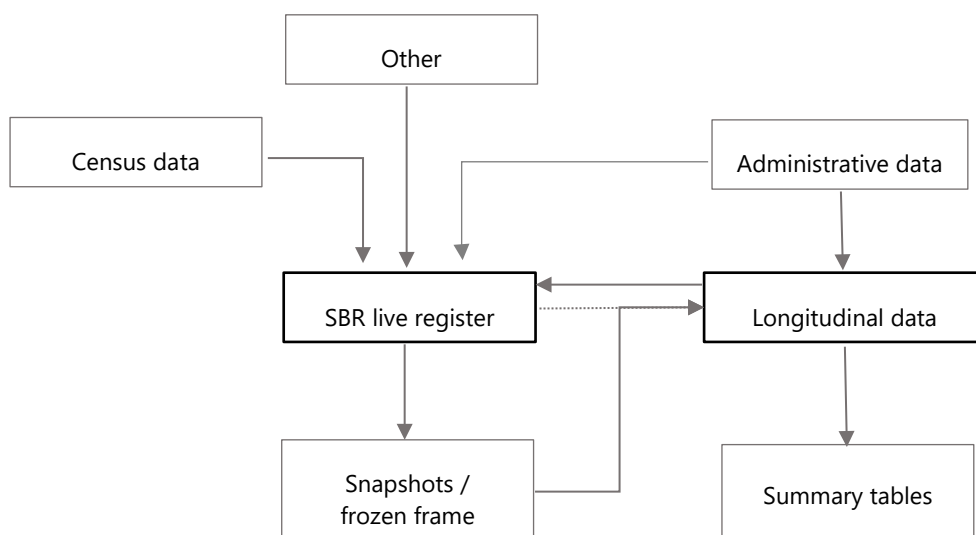 Other
Census data
Administrative data
SBR live register
Longitudinal data
Snapshots /
frozen frame
Summary tables